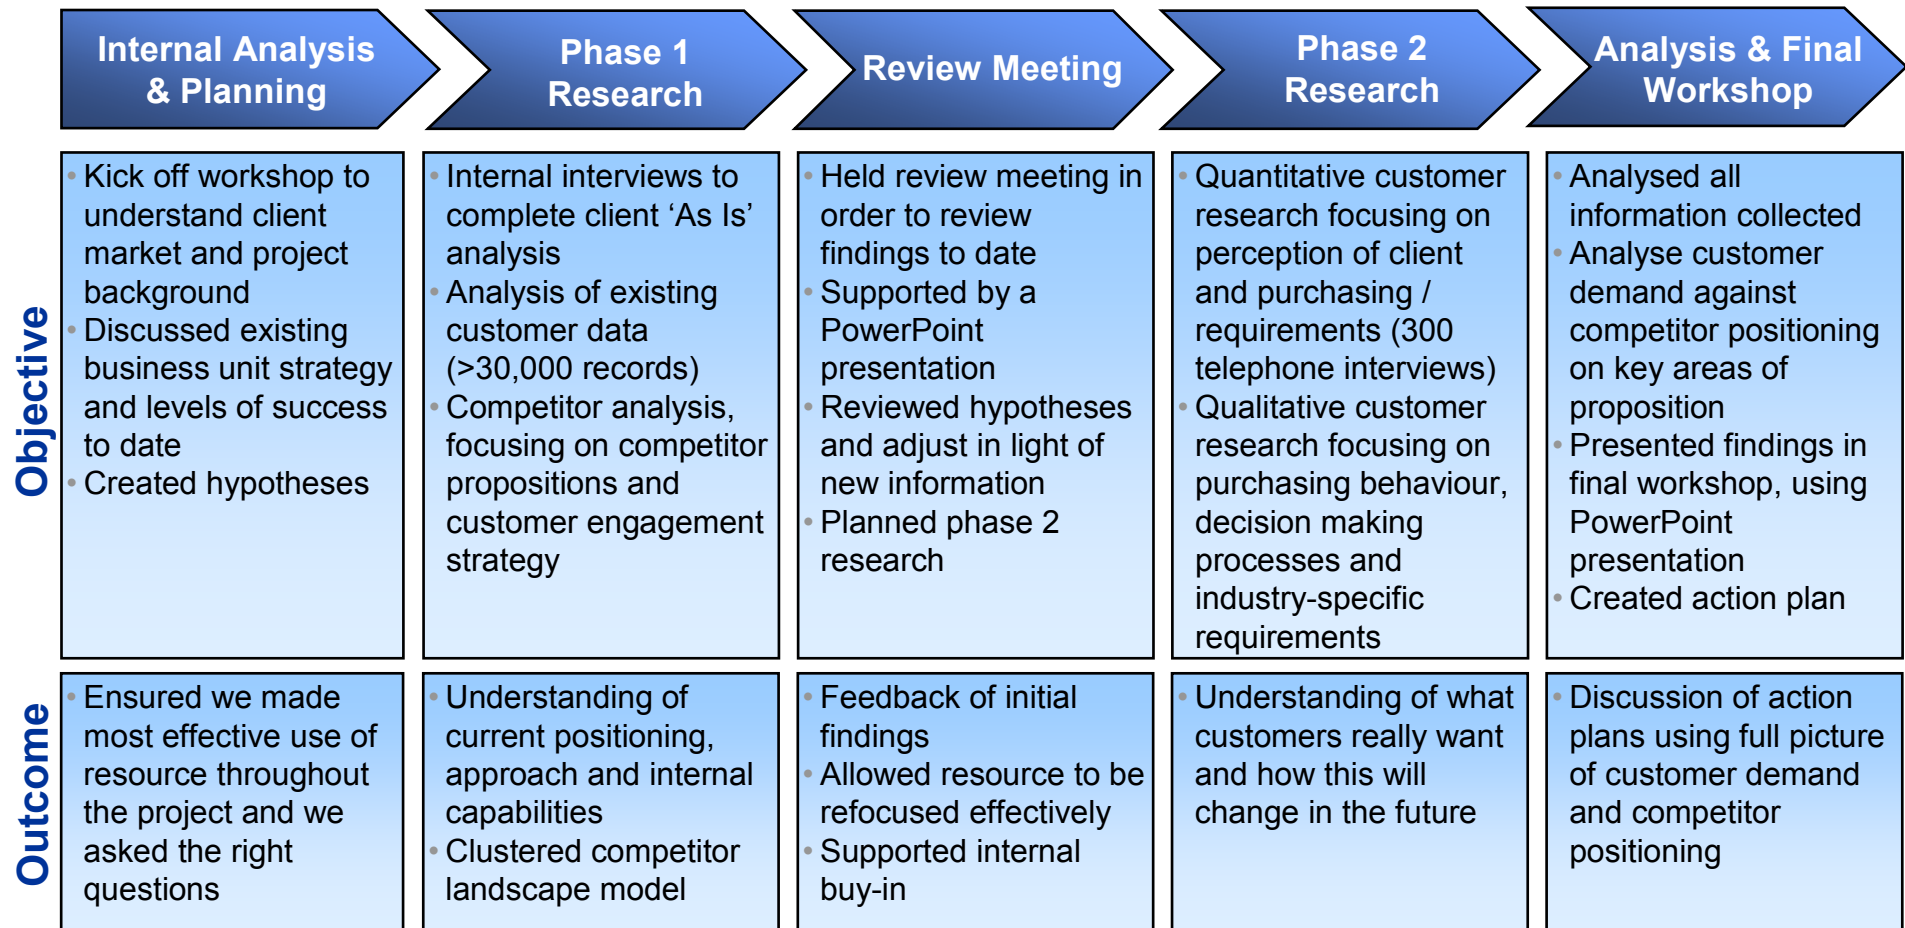 Internal Analysis
& Planning
Phase 1
Research
Review Meeting
Phase 2
Research
Analysis & Final
Workshop
Objective
• Kick off workshop to
understand client
market and project
background
• Discussed existing
business unit strategy
and levels of success
to date
• Created hypotheses
• Internal interviews to
complete client ‘As Is’
analysis
• Analysis of existing
customer data
(>30,000 records)
• Competitor analysis,
focusing on competitor
propositions and
customer engagement
strategy
• Held review meeting in
order to review
findings to date
• Supported by a
PowerPoint
presentation
• Reviewed hypotheses
and adjust in light of
new information
• Planned phase 2
research
• Quantitative customer
research focusing on
perception of client
and purchasing /
requirements (300
telephone interviews)
• Qualitative customer
research focusing on
purchasing behaviour,
decision making
processes and
industry-specific
requirements
• Analysed all
information collected
• Analyse customer
demand against
competitor positioning
on key areas of
proposition
• Presented findings in
final workshop, using
PowerPoint
presentation
• Created action plan
Outcome
• Ensured we made
most effective use of
resource throughout
the project and we
asked the right
questions
• Understanding of
current positioning,
approach and internal
capabilities
• Clustered competitor
landscape model
• Feedback of initial
findings
• Allowed resource to be
refocused effectively
• Supported internal
buy-in
• Understanding of what
customers really want
and how this will
change in the future
• Discussion of action
plans using full picture
of customer demand
and competitor
positioning